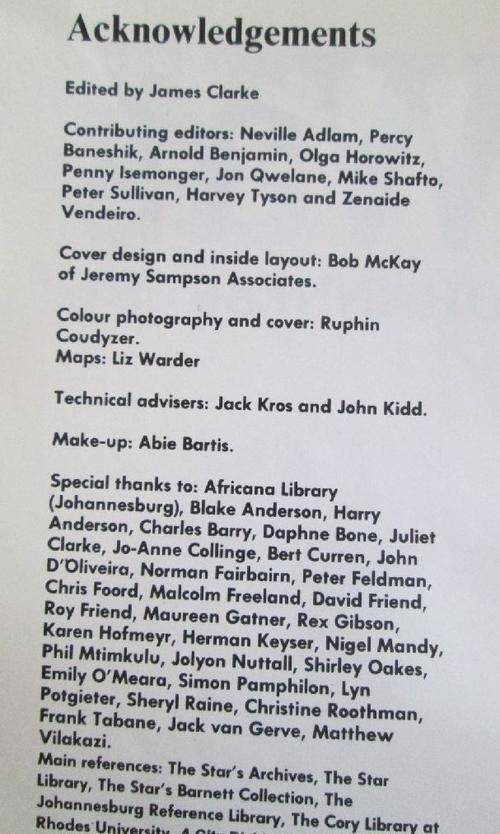 Acknowledgements
Edited by James Clarke
Contributing editors: Neville Adlam, Percy
Baneshik, Arnold Benjamin, Olga Horowitz,
Penny Isemonger, Jon Qwelane, Mike Shafto,
Peter Sullivan, Harvey Tyson and Zenaide
Vendeiro.
Cover design and inside layout: Bob McKay
of Jeremy Sampson Associates.
Colour photography and cover: Ruphin
Coudyzer.
Maps: Liz Warder
Technical advisers: Jack Kros and John Kidd.
Make-up: Abie Bartis.
Special thanks to: Africana Library
(Johannesburg), Blake Anderson, Harry
Anderson, Charles Barry, Daphne Bone, Juliet
Clarke, Jo-Anne Collinge, Bert Curren, John
D'Oliveira, Norman Fairbairn, Peter Feldman,
Chris Foord, Malcolm Freeland, David Friend,
Roy Friend, Maureen Gatner, Rex Gibson,
Karen Hofmeyr, Herman Keyser, Nigel Mandy,
Phil Mtimkulu, Jolyon Nuttall, Shirley Oakes,
Emily O'Meara, Simon Pamphilon, Lyn
Potgieter, Sheryl Raine, Christine Roothman,
Frank Tabane, Jack van Gerve, Matthew
Vilakazi.
Main references: The Star's Archives, The Star
Library, The Star's Barnett Collection, The
Johannesburg Reference Library, The Cory Library at
Rhodes University, A City